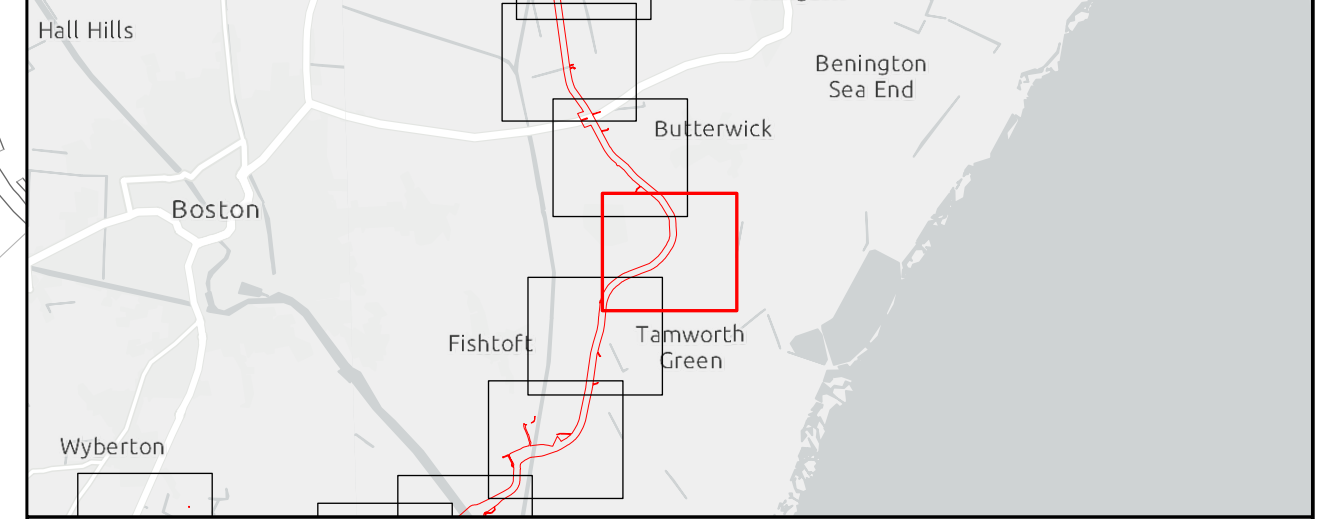 Hall Hills
Benington
Sea End
Butterwick
Boston
Tamworth
Green
Fishtoft
Wyberton